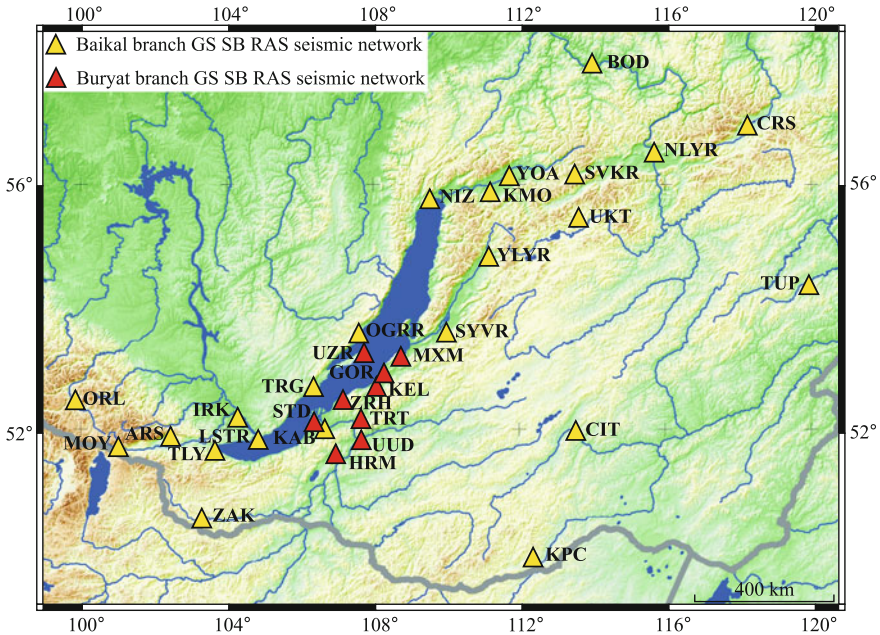 100° 104° 108° 112° 116° 120°
Baikal branch GS SB RAS seismic network
Buryat branch GS SB RAS seismic network
BOD
CRS
NLYR
YOA
SVKR
56°
56°
NIZ
KMO
UKT
YLYR
TUP
OGRR
SYVR
UZR
MXM
GOR
TRG
KEL
ORL
ZRH
IRK
STD
TRT
MOY
ARS
LSTR
KAB
UUD
CIT
52°
52°
TLY
HRM
ZAK
KPC
400 km
100° 104° 108° 112° 116° 120°